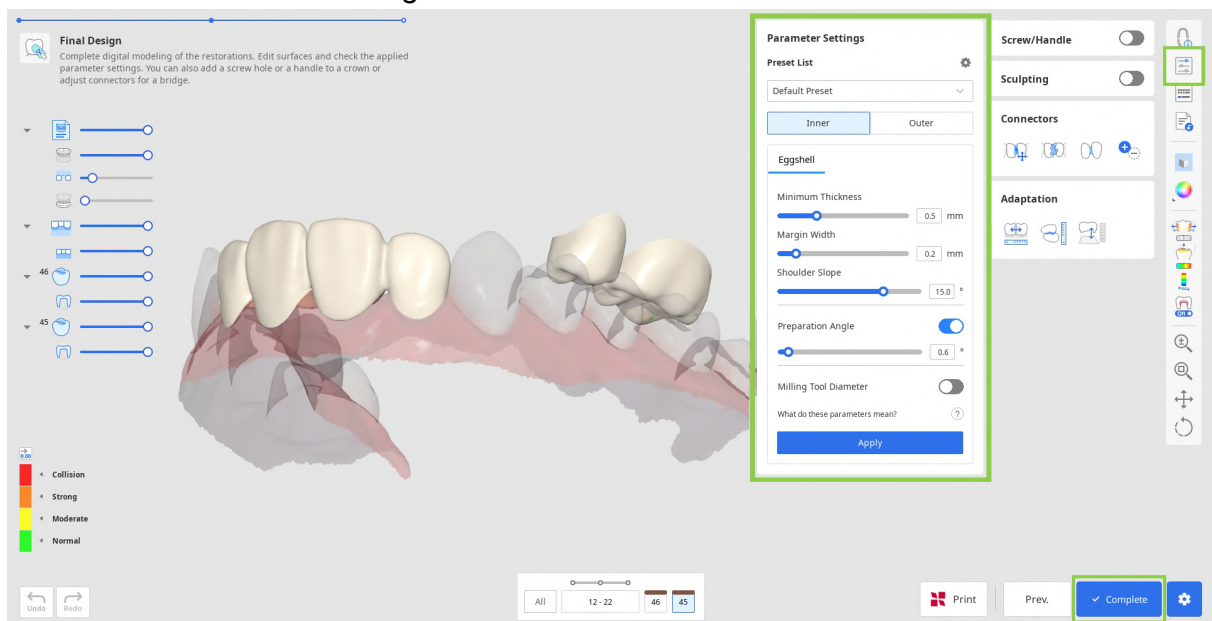 Final Design
Complete digital modeling of the restorations. Edit surfaces and check the applied
parameter settings. You can also add a screw hole or a handle to a crown or
adjust connectors for a bridge.
46
45
0.00
Collision
Strong
Moderate
Normal
Undo
Redo
All
12 - 22
46
45
Parameter Settings
Preset List
Default Preset
Inner
Outer
Eggshell
Minimum Thickness
0.5 mm
Margin Width
0.2 mm
Shoulder Slope
15.0 °
Preparation Angle
0.6 °
Milling Tool Diameter
What do these parameters mean?
?
Apply
Screw/Handle
Sculpting
Connectors
Adaptation
ON
Print
Prev.
Complete